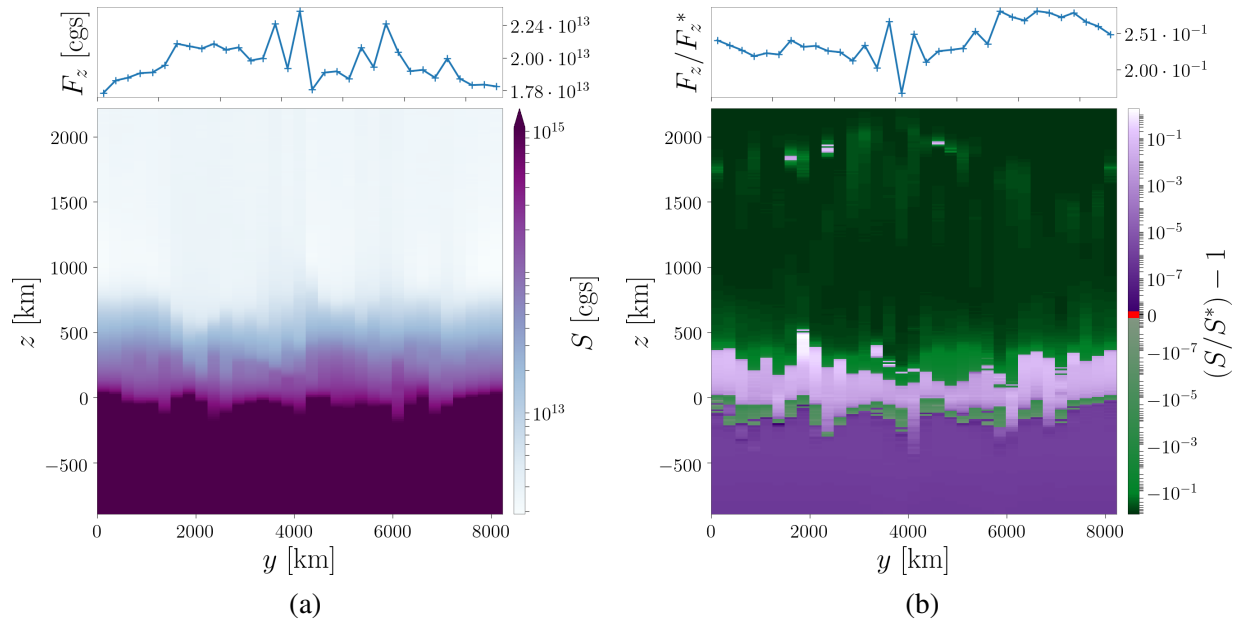 F_z [cgs]
2.24 · 10^13
2.00 · 10^13
1.78 · 10^13
z [km]
2000
1500
1000
500
0
−500
0
2000
4000
6000
8000
y [km]
10^15
10^13
S [cgs]
(a)
F_z/F_z*
2.51 · 10^−1
2.00 · 10^−1
z [km]
2000
1500
1000
500
0
−500
0
2000
4000
6000
8000
y [km]
10^−1
10^−3
10^−5
10^−7
0
−10^−7
−10^−5
−10^−3
−10^−1
(S/S*) − 1
(b)